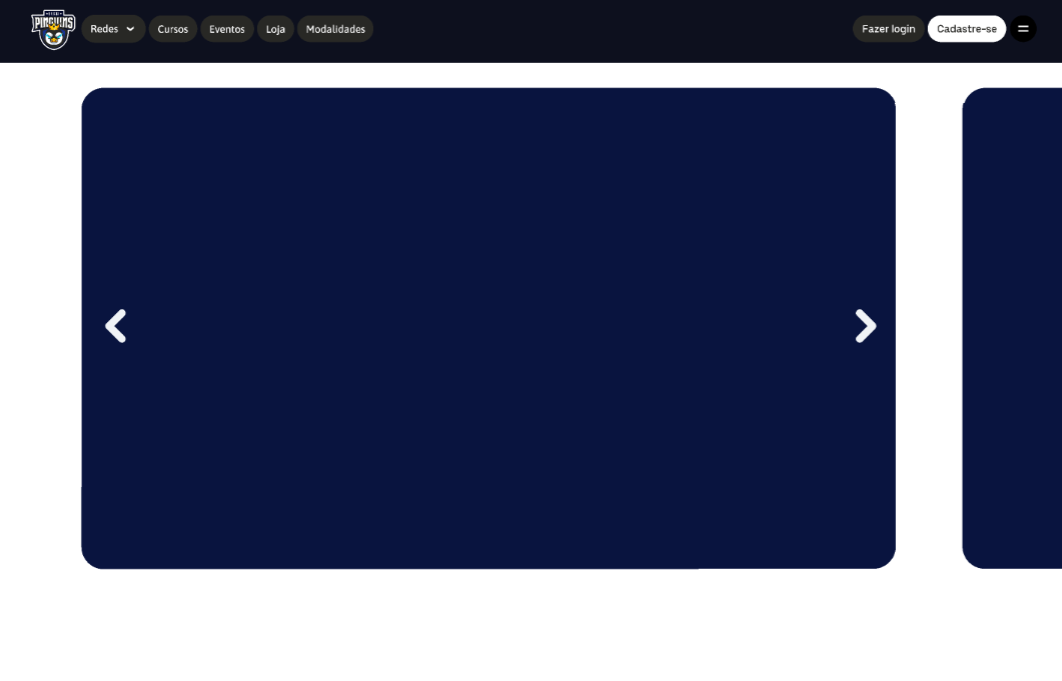 PINGUINS
Redes
Cursos
Eventos
Loja
Modalidades
Fazer login
Cadastre-se